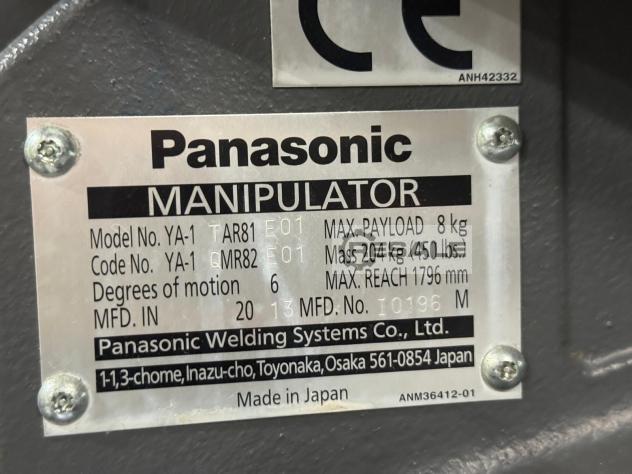 CE
ANH42332
Panasonic
MANIPULATOR
Model No. YA-1 TAR81 E01 MAX. PAYLOAD 8 kg
Code No. YA-1 QMR82 E01 Mass 204 kg (450 lbs.)
Degrees of motion 6 MAX. REACH 1796 mm
MFD. IN 20 13 MFD. No. I0196 M
Panasonic Welding Systems Co., Ltd.
1-1,3-chome, Inazu-cho, Toyonaka, Osaka 561-0854 Japan
Made in Japan
ANM36412-01